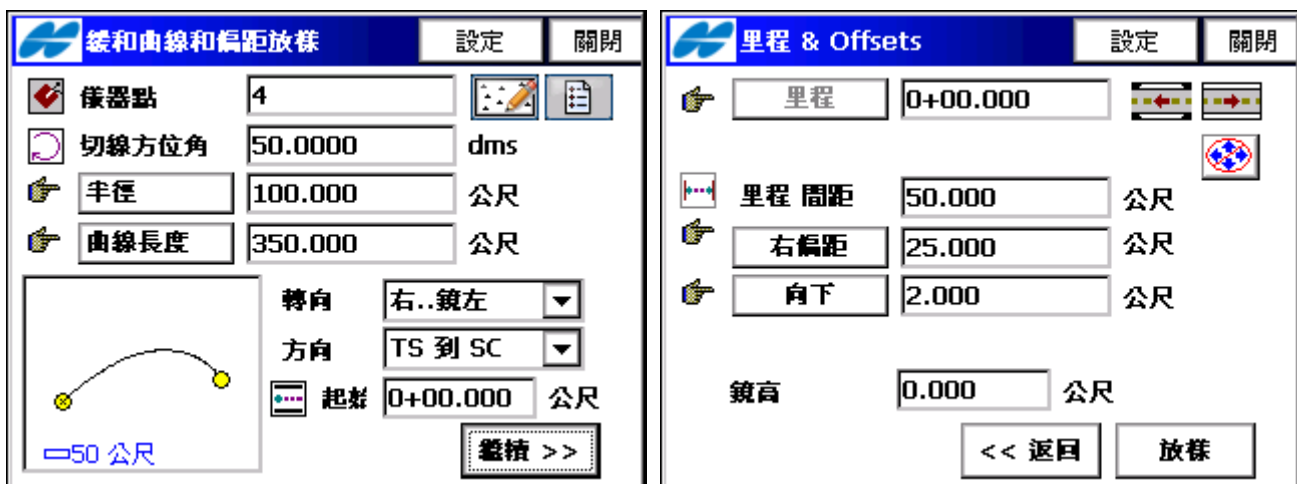 緩和曲線和偏距放樣 設定 關閉
儀器點 4
切線方位角 50.0000 dms
半徑 100.000 公尺
曲線長度 350.000 公尺
轉向 右..鏡左
方向 TS 到 SC
起始 0+00.000 公尺
50 公尺
繼續 >>
里程 & Offsets 設定 關閉
里程 0+00.000
里程 間距 50.000 公尺
右偏距 25.000 公尺
向下 2.000 公尺
鏡高 0.000 公尺
<< 返回 放樣